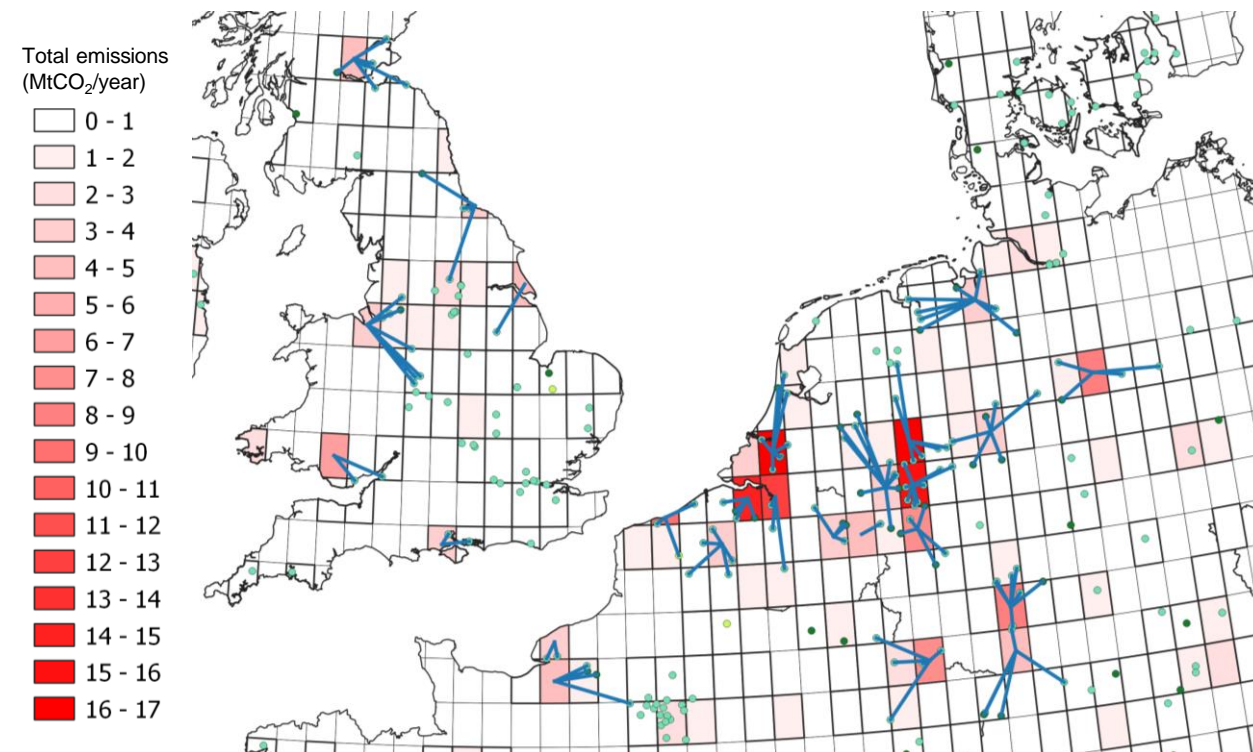 Total emissions
(MtCO₂/year)
0 - 1
1 - 2
2 - 3
3 - 4
4 - 5
5 - 6
6 - 7
7 - 8
8 - 9
9 - 10
10 - 11
11 - 12
12 - 13
13 - 14
14 - 15
15 - 16
16 - 17